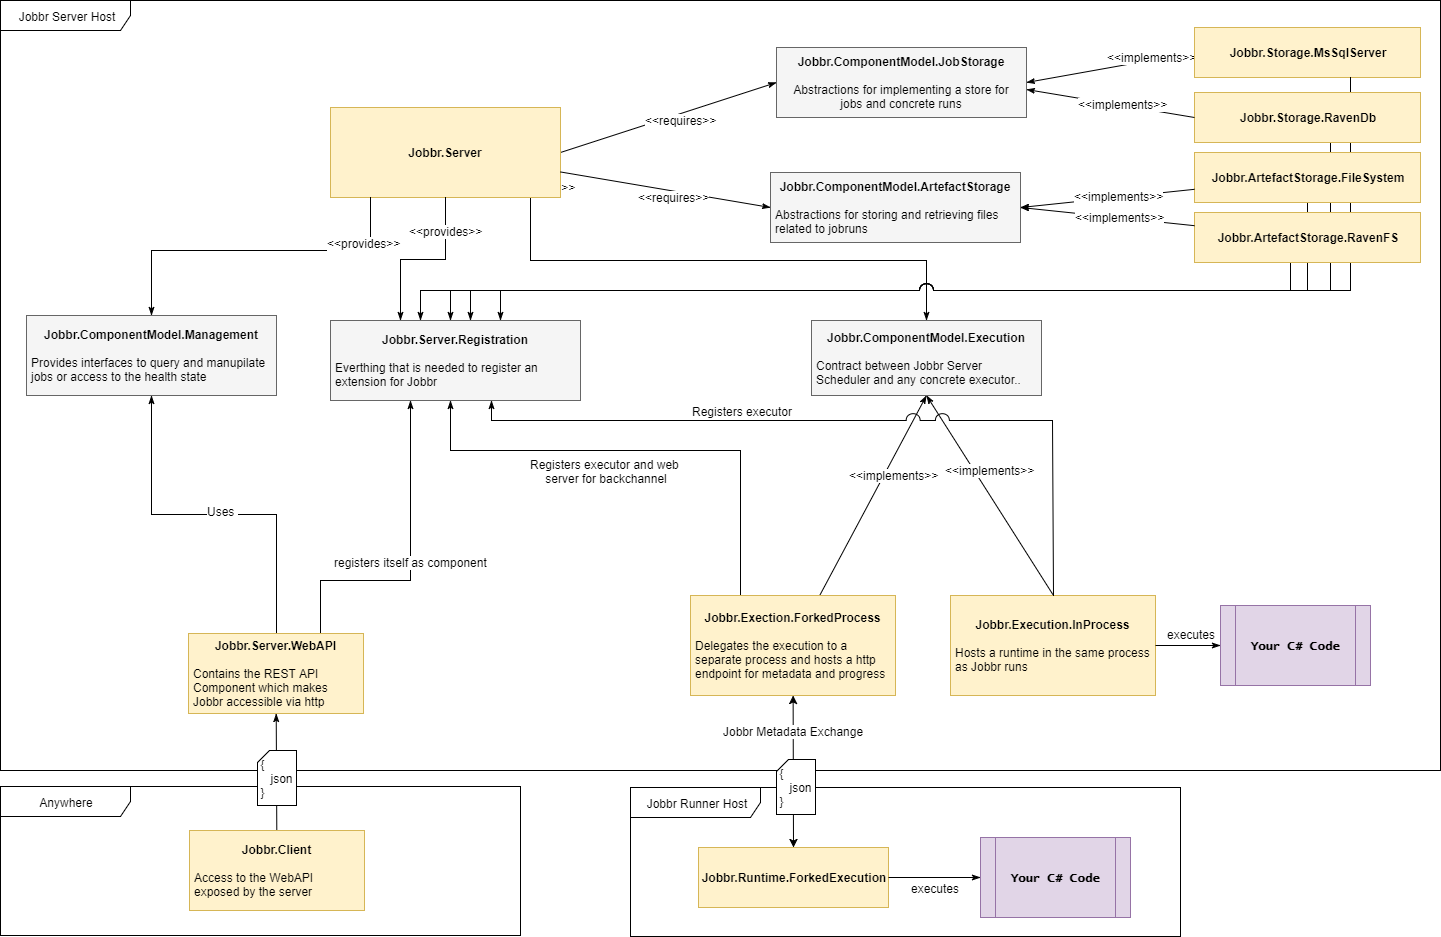 Jobbr Server Host
Jobbr.Server
<<requires>>
<<requires>>
>>
<<provides>>
<<provides>>
Jobbr.ComponentModel.JobStorage
Abstractions for implementing a store for
jobs and concrete runs
Jobbr.ComponentModel.ArtefactStorage
Abstractions for storing and retrieving files
related to jobruns
<<implements>>
<<implements>>
<<implements>>
<<implements>>
Jobbr.Storage.MsSqlServer
Jobbr.Storage.RavenDb
Jobbr.ArtefactStorage.FileSystem
Jobbr.ArtefactStorage.RavenFS
Jobbr.ComponentModel.Management
Provides interfaces to query and manupilate
jobs or access to the health state
Jobbr.Server.Registration
Everthing that is needed to register an
extension for Jobbr
Jobbr.ComponentModel.Execution
Contract between Jobbr Server
Scheduler and any concrete executor..
Registers executor
Registers executor and web
server for backchannel
<<implements>>
<<implements>>
Uses
registers itself as component
Jobbr.Server.WebAPI
Contains the REST API
Component which makes
Jobbr accessible via http
Jobbr.Exection.ForkedProcess
Delegates the execution to a
separate process and hosts a http
endpoint for metadata and progress
Jobbr.Execution.InProcess
Hosts a runtime in the same process
as Jobbr runs
executes
Your C# Code
Jobbr Metadata Exchange
{
json
}
{
json
}
Anywhere
Jobbr.Client
Access to the WebAPI
exposed by the server
Jobbr Runner Host
Jobbr.Runtime.ForkedExecution
executes
Your C# Code